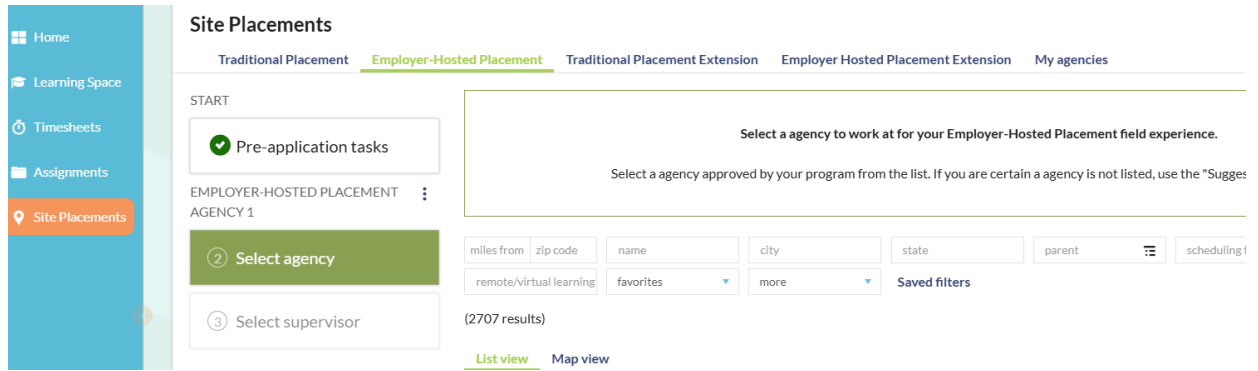 Site Placements
Home
Learning Space
Timesheets
Assignments
Site Placements
Traditional Placement Employer-Hosted Placement Traditional Placement Extension Employer Hosted Placement Extension My agencies
START
Pre-application tasks
EMPLOYER-HOSTED PLACEMENT
AGENCY 1
2 Select agency
3 Select supervisor
Select a agency to work at for your Employer-Hosted Placement field experience.
Select a agency approved by your program from the list. If you are certain a agency is not listed, use the "Sugges
miles from zip code name city state parent scheduling t
remote/virtual learning favorites more Saved filters
(2707 results)
List view Map view